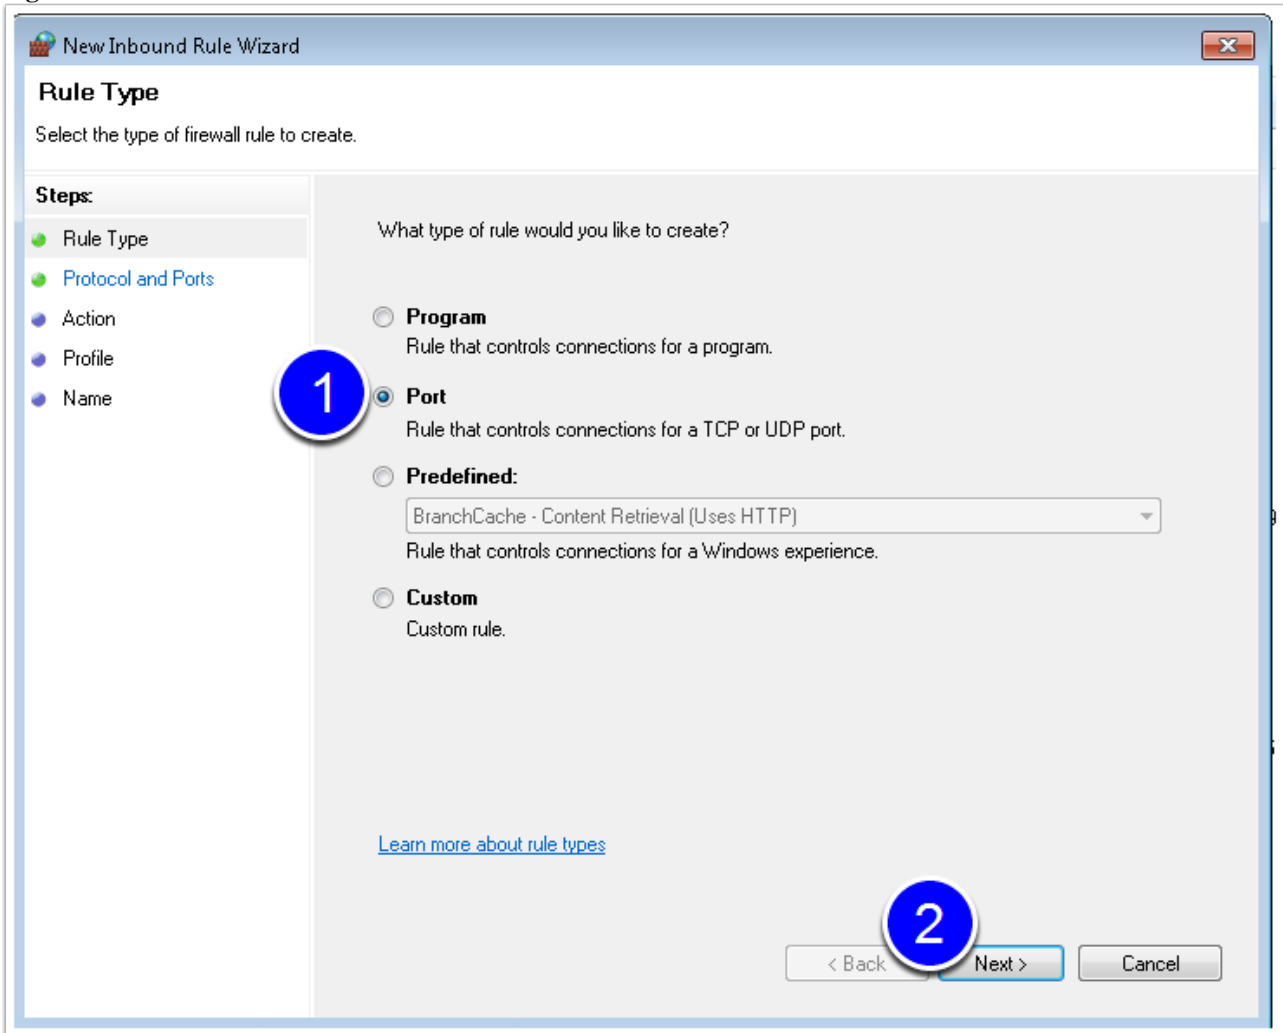 New Inbound Rule Wizard
Rule Type
Select the type of firewall rule to create.
Steps:
Rule Type
Protocol and Ports
Action
Profile
Name
What type of rule would you like to create?
Program
Rule that controls connections for a program.
1
Port
Rule that controls connections for a TCP or UDP port.
Predefined:
BranchCache - Content Retrieval (Uses HTTP)
Rule that controls connections for a Windows experience.
Custom
Custom rule.
Learn more about rule types
2
< Back
Next >
Cancel